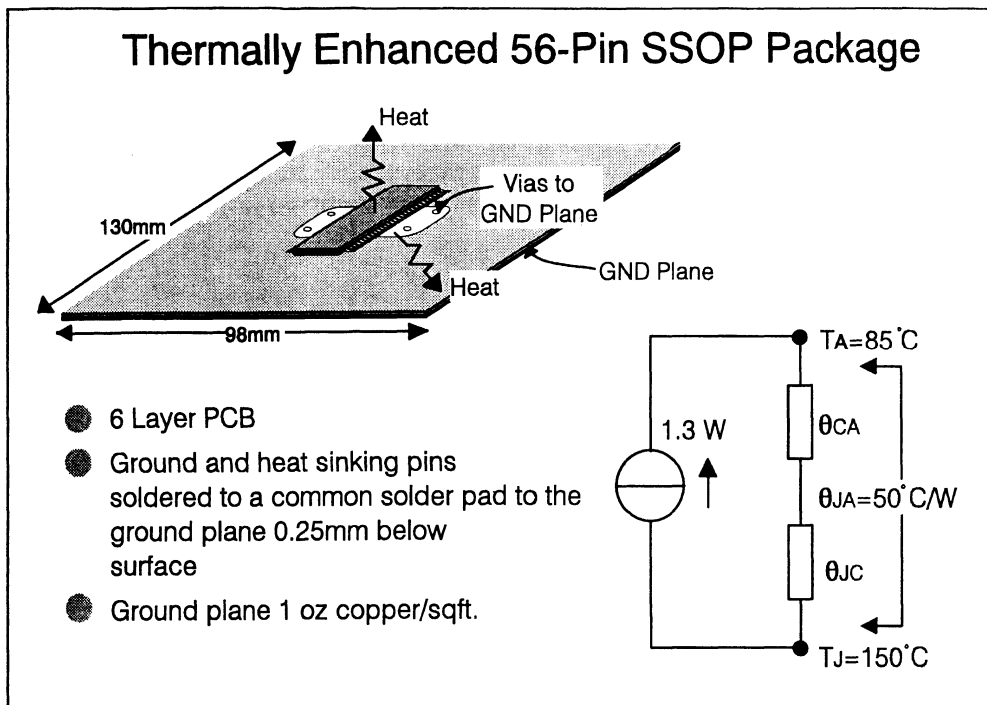 Thermally Enhanced 56-Pin SSOP Package
Heat
Vias to
GND Plane
130mm
GND Plane
Heat
98mm
6 Layer PCB
Ground and heat sinking pins
soldered to a common solder pad to the
ground plane 0.25mm below
surface
Ground plane 1 oz copper/sqft.
TA=85°C
θCA
1.3 W
θJA=50°C/W
θJC
TJ=150°C